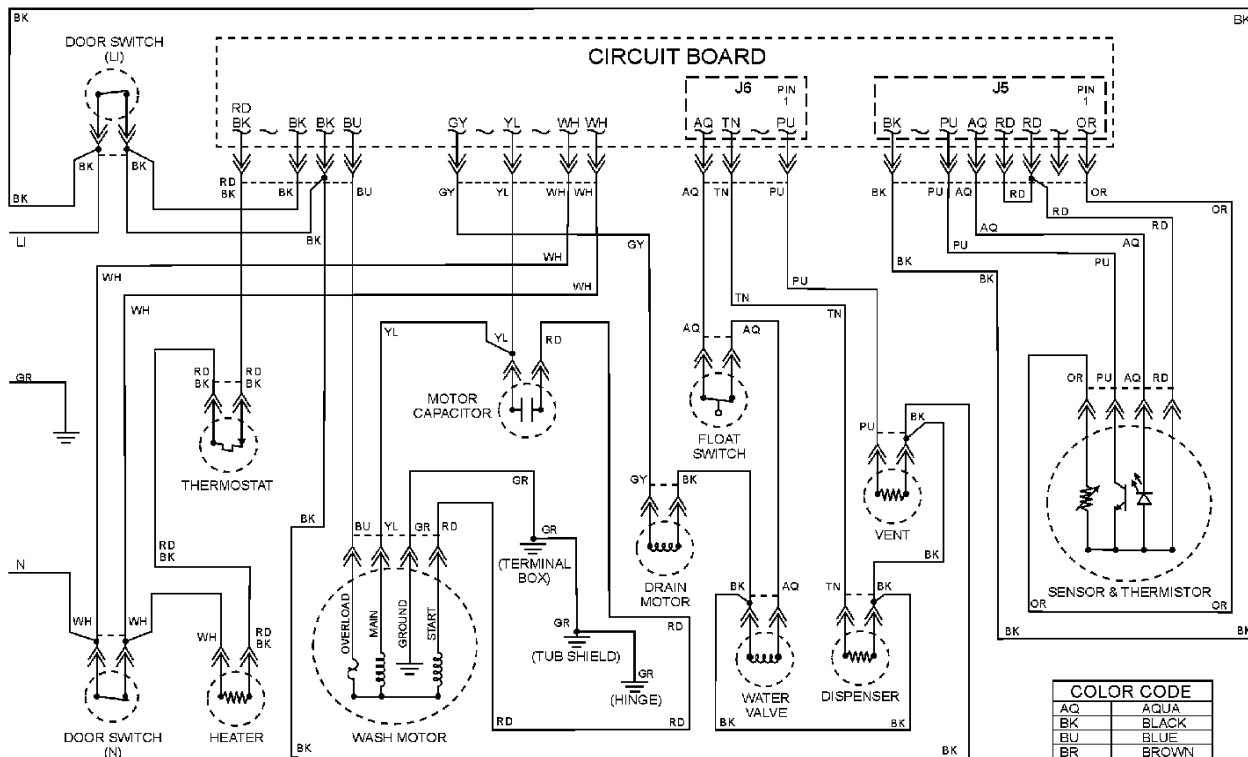 BK BK
DOOR SWITCH
(LI)
CIRCUIT BOARD
J6 PIN 1
J5 PIN 1
RD
BK BK BK BU GY YL WH WH AQ TN PU BK PU AQ RD RD OR
BK BK
RD
BK BK BU GY YL WH WH AQ TN PU BK PU AQ RD OR
BK
RD OR
LI BK GY AQ AQ
WH WH PU BK
PU PU BK
WH WH TN
TN
YL YL RD AQ AQ
GR
RD RD
BK BK
MOTOR
CAPACITOR
OR PU AQ RD
BK
PU
FLOAT
SWITCH
THERMOSTAT
GR GY BK
BK BU YL GR RD GR
VENT
RD
BK
(TERMINAL
BOX)
BK
N
DRAIN
MOTOR
BK AQ TN BK
SENSOR & THERMISTOR
OVERLOAD
MAIN
GROUND
START
GR RD
OR OR
WH WH WH RD
BK
(TUB SHIELD)
BK BK
GR
(HINGE)
WATER
VALVE
DISPENSER
RD RD BK BK
DOOR SWITCH
(N)
HEATER
WASH MOTOR
BK BK
COLOR CODE
AQ AQUA
BK BLACK
BU BLUE
BR BROWN